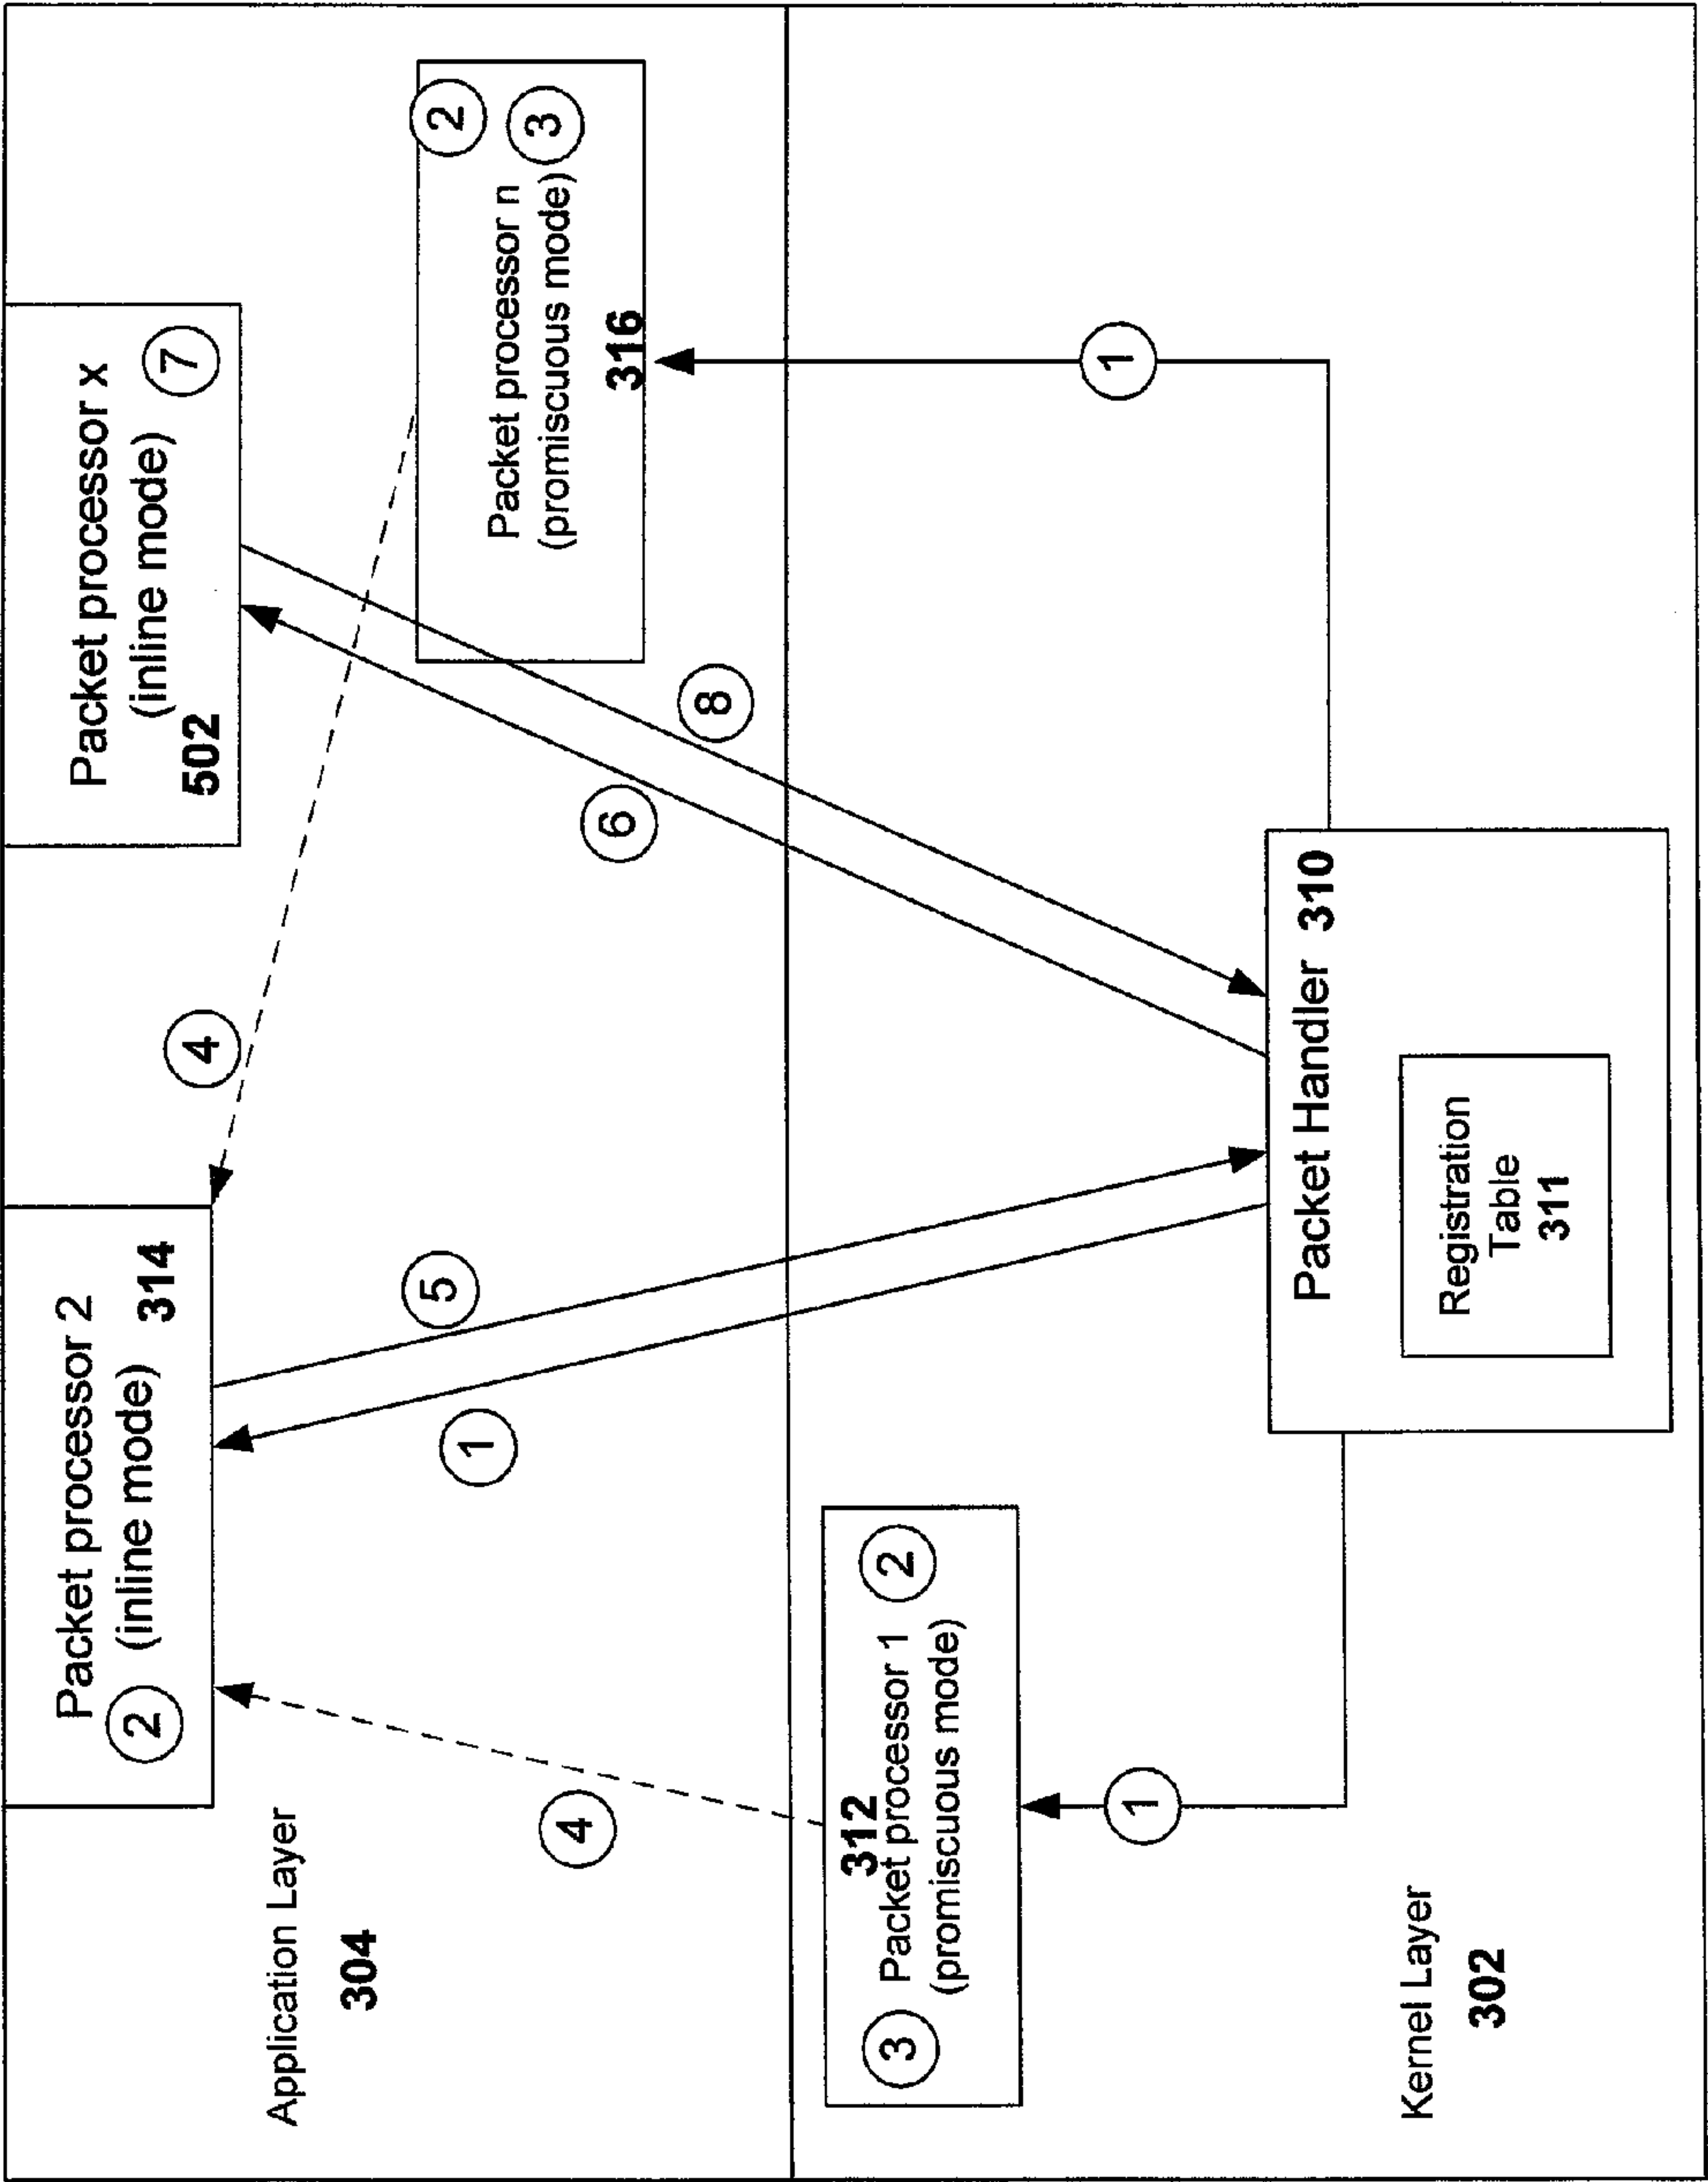 Application Layer
304
Packet processor 2
2 (inline mode) 314
Packet processor x
(inline mode) 7
502
4
5
1
4
6
8
2
Packet processor n
3
(promiscuous mode)
316
312
3 Packet processor 1 2
(promiscuous mode)
1
1
Packet Handler 310
Registration
Table
311
Kernel Layer
302